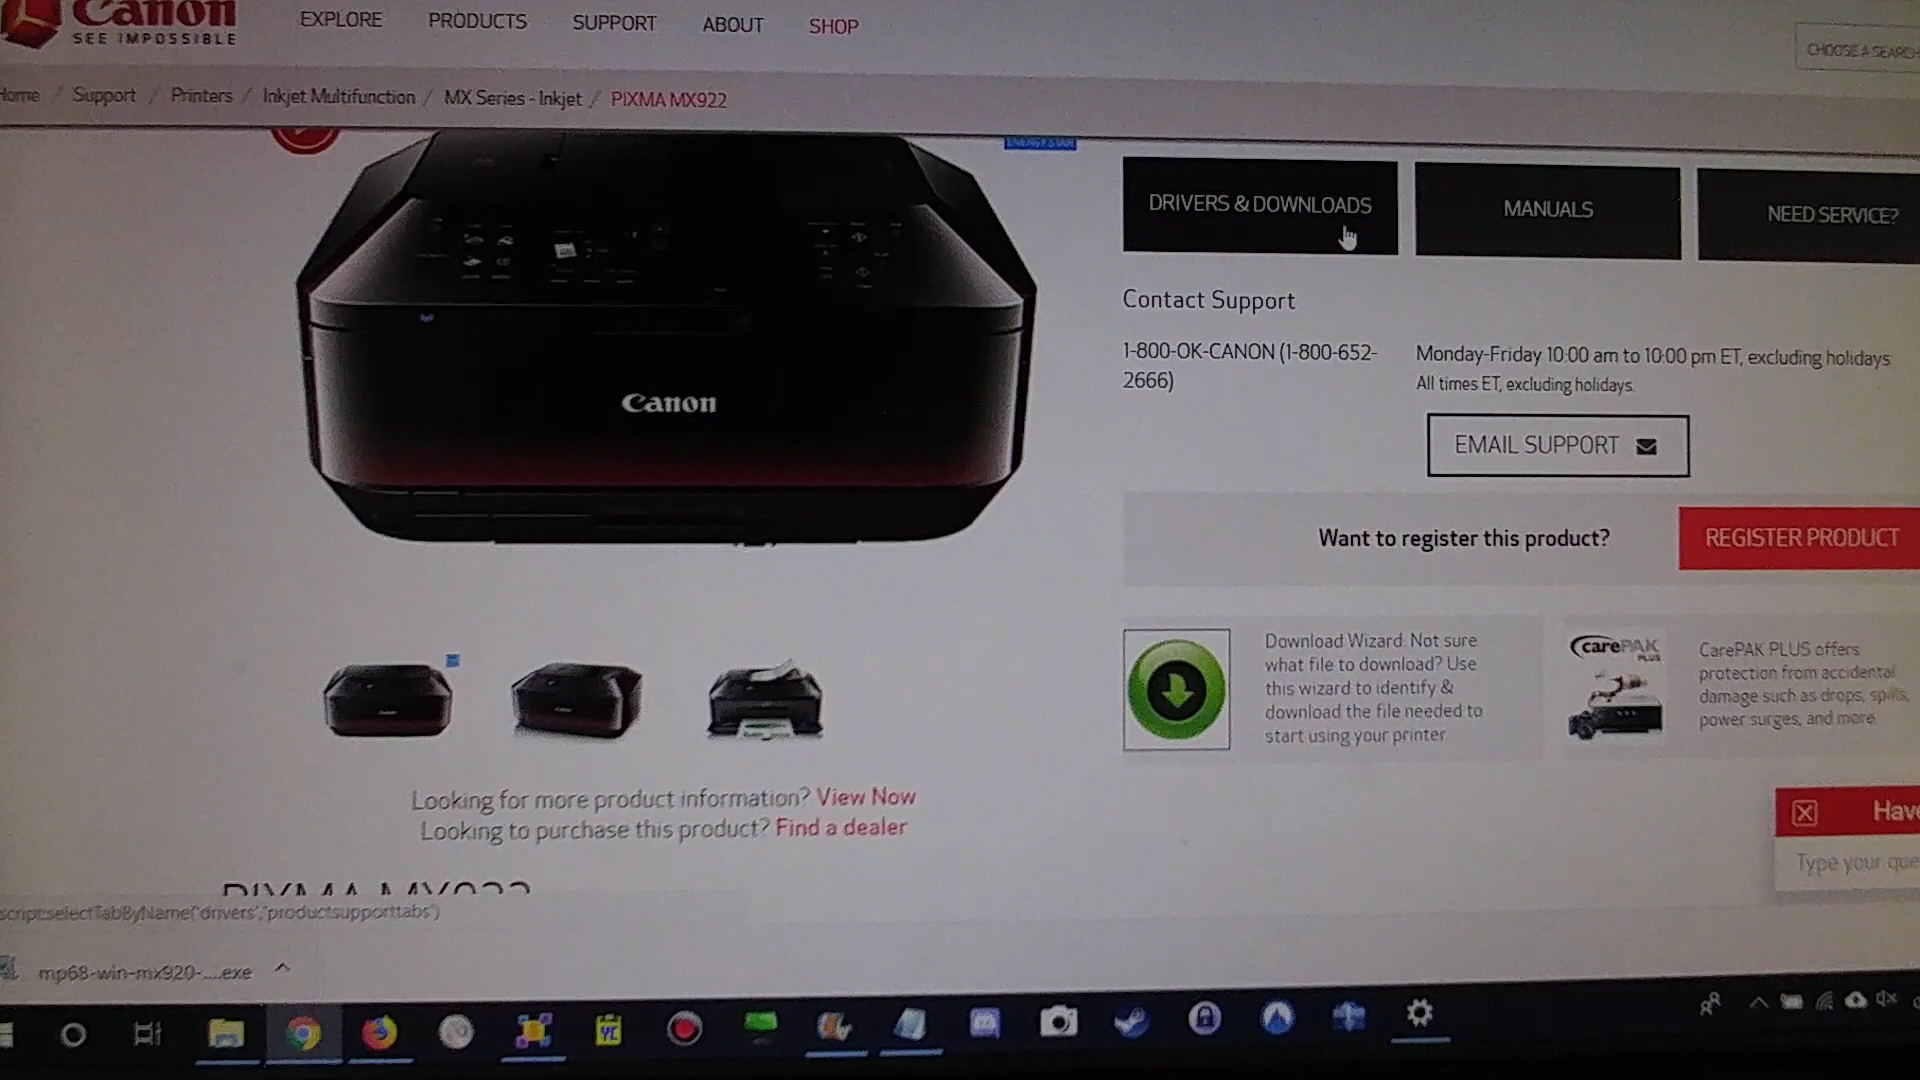 Canon
SEE IMPOSSIBLE
EXPLORE PRODUCTS SUPPORT ABOUT SHOP
CHOOSE A SEARCH
Home / Support / Printers / Inkjet Multifunction / MX Series - Inkjet / PIXMA MX922
DRIVERS & DOWNLOADS
MANUALS
NEED SERVICE?
Contact Support
1-800-OK-CANON (1-800-652-
2666)
Monday-Friday 10:00 am to 10:00 pm ET, excluding holidays
All times ET, excluding holidays.
EMAIL SUPPORT
Canon
Want to register this product?
REGISTER PRODUCT
Download Wizard: Not sure
what file to download? Use
this wizard to identify &
download the file needed to
start using your printer.
carePAK
PLUS
CarePAK PLUS offers
protection from accidental
damage such as drops, spills,
power surges, and more.
Looking for more product information? View Now
Looking to purchase this product? Find a dealer
Have
Type your que
PIXMA MX922
script:selectTabByName('drivers','productsupporttabs')
mp68-win-mx920-....exe
YC